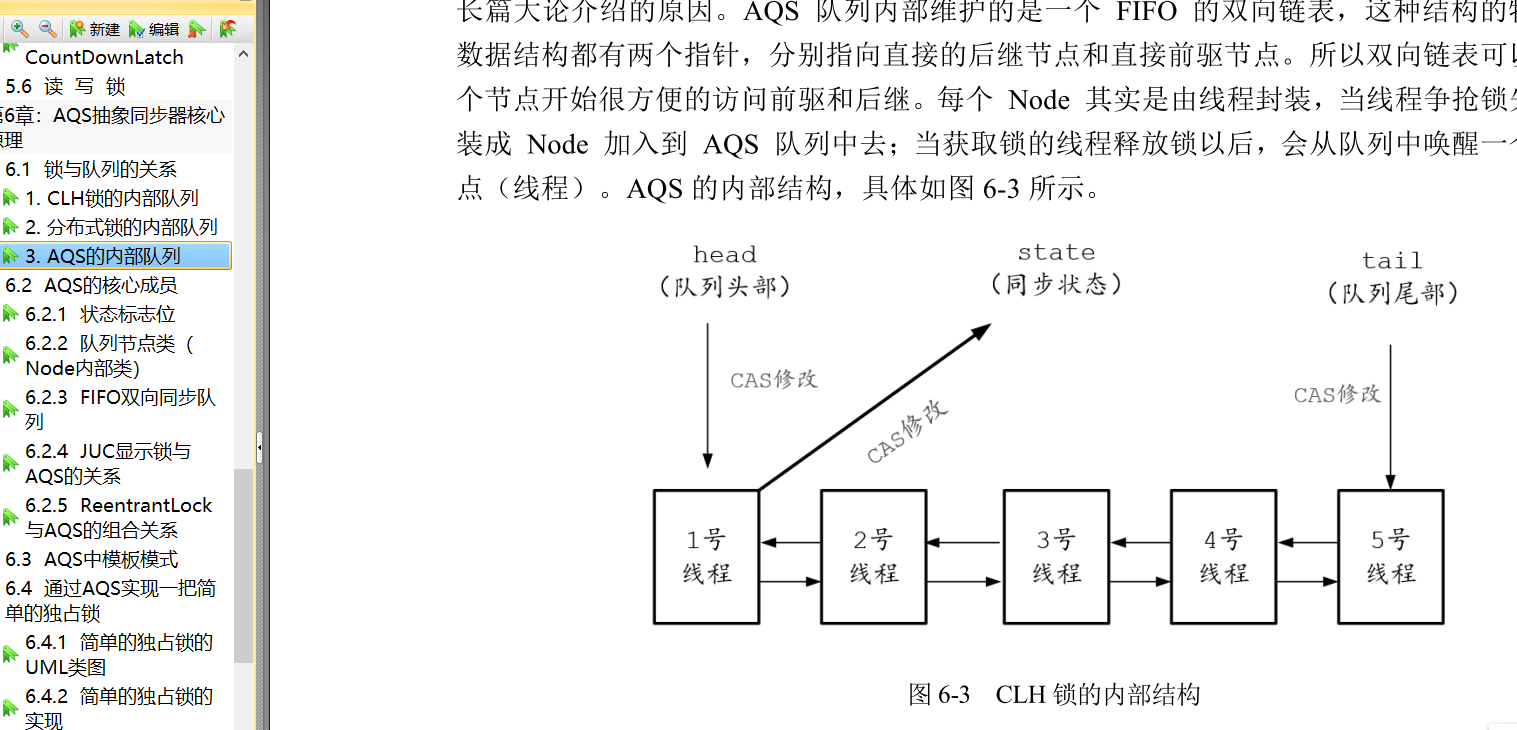 新建 编辑
CountDownLatch
5.6 读 写 锁
第6章：AQS抽象同步器核心
原理
6.1 锁与队列的关系
1. CLH锁的内部队列
2. 分布式锁的内部队列
3. AQS的内部队列
6.2 AQS的核心成员
6.2.1 状态标志位
6.2.2 队列节点类（
Node内部类）
6.2.3 FIFO双向同步队
列
6.2.4 JUC显示锁与
AQS的关系
6.2.5 ReentrantLock
与AQS的组合关系
6.3 AQS中模板模式
6.4 通过AQS实现一把简
单的独占锁
6.4.1 简单的独占锁的
UML类图
6.4.2 简单的独占锁的
实现
长篇大论介绍的原因。AQS 队列内部维护的是一个 FIFO 的双向链表，这种结构的特
数据结构都有两个指针，分别指向直接的后继节点和直接前驱节点。所以双向链表可以
个节点开始很方便的访问前驱和后继。每个 Node 其实是由线程封装，当线程争抢锁失
装成 Node 加入到 AQS 队列中去；当获取锁的线程释放锁以后，会从队列中唤醒一个
点（线程）。AQS 的内部结构，具体如图 6-3 所示。
head
（队列头部）
state
（同步状态）
tail
（队列尾部）
CAS修改
CAS修改
CAS修改
1号
线程
2号
线程
3号
线程
4号
线程
5号
线程
图 6-3 CLH 锁的内部结构